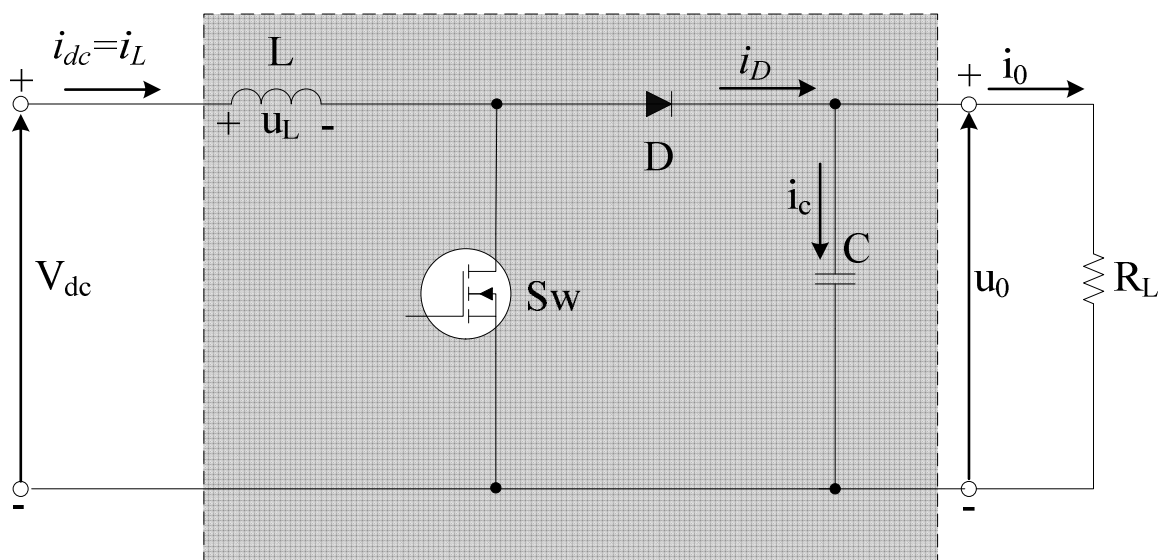 i_dc=i_L
L
i_D
i_0
+
+
+ u_L -
D
i_c
C
V_dc
Sw
u_0
R_L
-
-